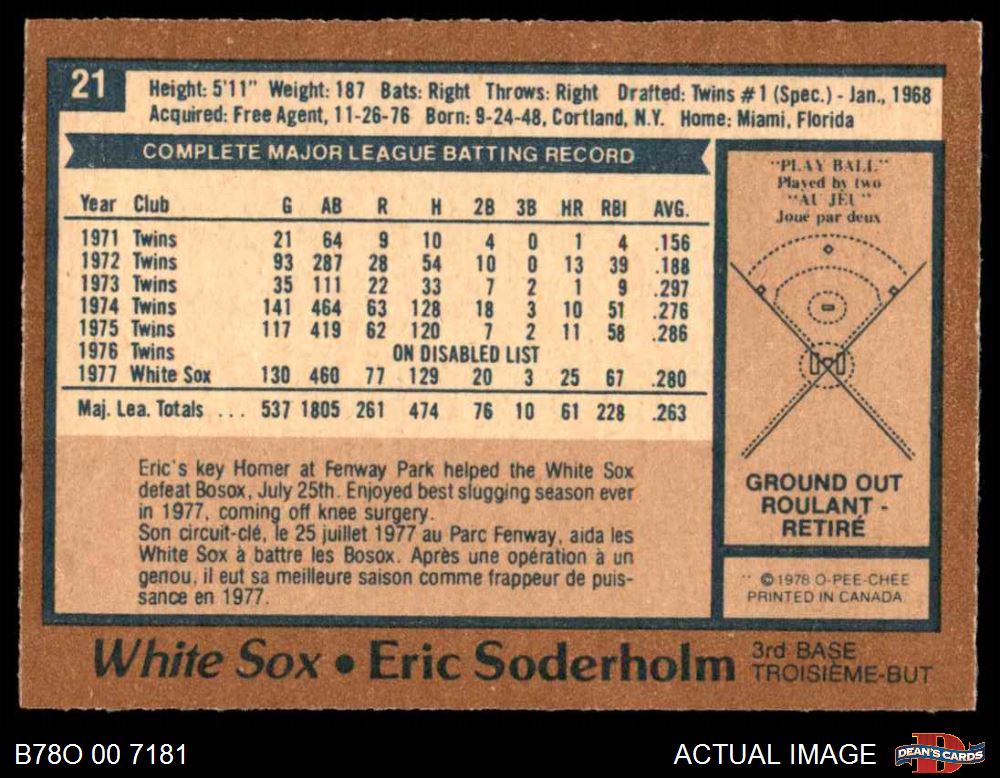 21
Height: 5'11" Weight: 187 Bats: Right Throws: Right Drafted: Twins #1 (Spec.) - Jan., 1968
Acquired: Free Agent, 11-26-76 Born: 9-24-48, Cortland, N.Y. Home: Miami, Florida
COMPLETE MAJOR LEAGUE BATTING RECORD
Year Club G AB R H 2B 3B HR RBI AVG.
1971 Twins 21 64 9 10 4 0 1 4 .156
1972 Twins 93 287 28 54 10 0 13 39 .188
1973 Twins 35 111 22 33 7 2 1 9 .297
1974 Twins 141 464 63 128 18 3 10 51 .276
1975 Twins 117 419 62 120 7 2 11 58 .286
1976 Twins ON DISABLED LIST
1977 White Sox 130 460 77 129 20 3 25 67 .280
Maj. Lea. Totals ... 537 1805 261 474 76 10 61 228 .263
Eric's key Homer at Fenway Park helped the White Sox
defeat Bosox, July 25th. Enjoyed best slugging season ever
in 1977, coming off knee surgery.
Son circuit-clé, le 25 juillet 1977 au Parc Fenway, aida les
White Sox à battre les Bosox. Après une opération à un
genou, il eut sa meilleure saison comme frappeur de puis-
sance en 1977.
"PLAY BALL"
Played by two
"AU JEU"
Joué par deux
GROUND OUT
ROULANT -
RETIRÉ
** ©1978 O-PEE-CHEE
PRINTED IN CANADA.
White Sox • Eric Soderholm
3rd BASE
TROISIÈME-BUT
B78O 00 7181
ACTUAL IMAGE
DEAN'S CARDS